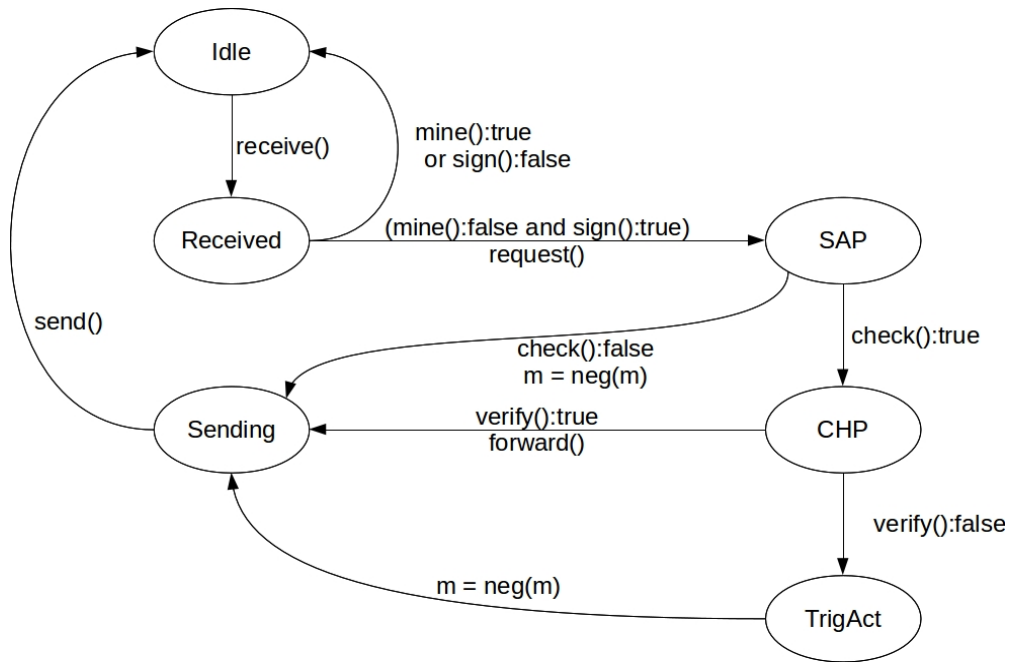 Idle
mine():true
or sign():false
receive()
Received
(mine():false and sign():true)
request()
SAP
send()
check():true
check():false
m = neg(m)
verify():true
forward()
Sending
CHP
verify():false
m = neg(m)
TrigAct